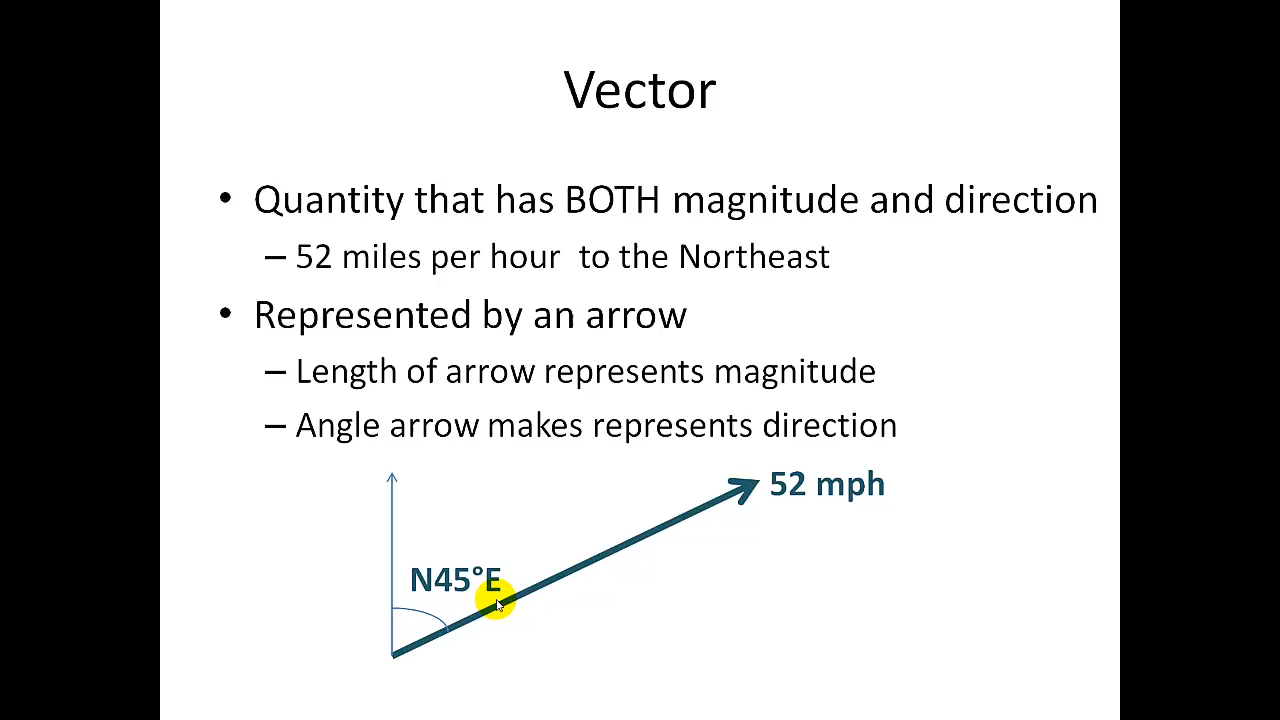 Vector
• Quantity that has BOTH magnitude and direction
– 52 miles per hour to the Northeast
• Represented by an arrow
– Length of arrow represents magnitude
– Angle arrow makes represents direction
52 mph
N45°E